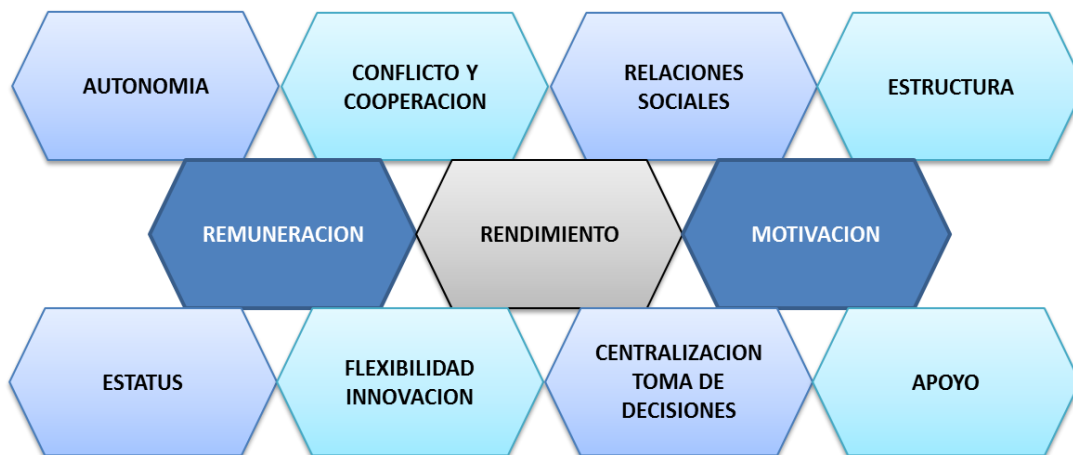 AUTONOMIA
CONFLICTO Y
COOPERACION
RELACIONES
SOCIALES
ESTRUCTURA
REMUNERACION
RENDIMIENTO
MOTIVACION
ESTATUS
FLEXIBILIDAD
INNOVACION
CENTRALIZACION
TOMA DE
DECISIONES
APOYO